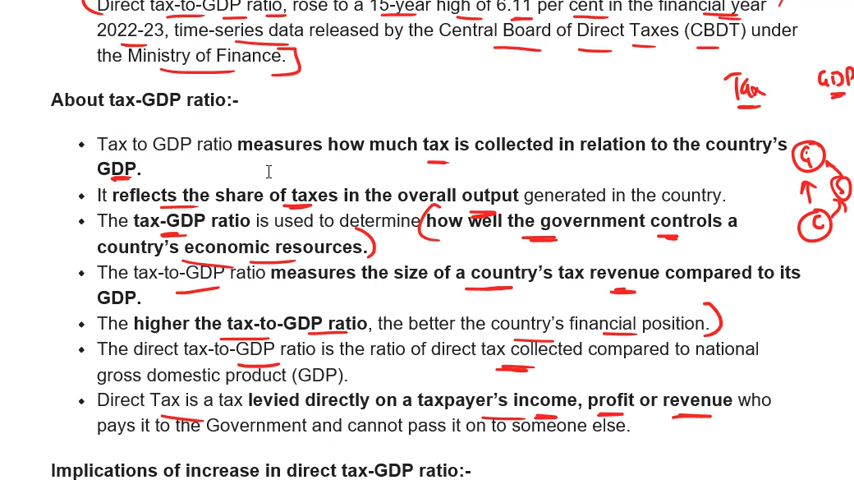 Direct tax-to-GDP ratio, rose to a 15-year high of 6.11 per cent in the financial year
2022-23, time-series data released by the Central Board of Direct Taxes (CBDT) under
the Ministry of Finance.
Tax GDP
About tax-GDP ratio:-
• Tax to GDP ratio measures how much tax is collected in relation to the country's
GDP.
G
• It reflects the share of taxes in the overall output generated in the country.
S
• The tax-GDP ratio is used to determine how well the government controls a
C
country's economic resources.
• The tax-to-GDP ratio measures the size of a country's tax revenue compared to its
GDP.
• The higher the tax-to-GDP ratio, the better the country's financial position.
• The direct tax-to-GDP ratio is the ratio of direct tax collected compared to national
gross domestic product (GDP).
• Direct Tax is a tax levied directly on a taxpayer's income, profit or revenue who
pays it to the Government and cannot pass it on to someone else.
Implications of increase in direct tax-GDP ratio:-